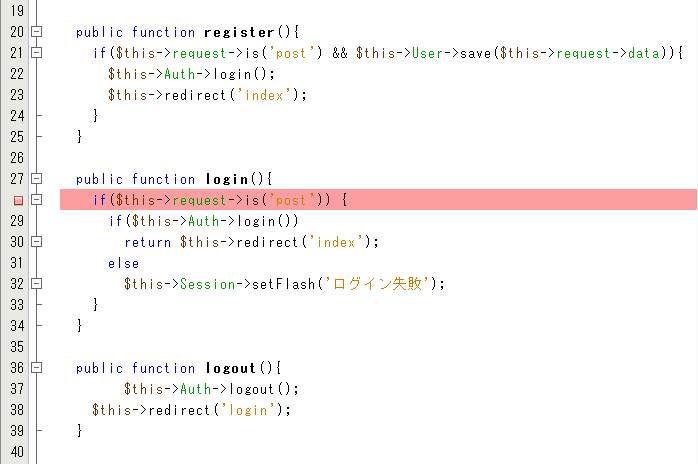 19
20 public function register(){
21 if($this->request->is('post') && $this->User->save($this->request->data)){
22 $this->Auth->login();
23 $this->redirect('index');
24 }
25 }
26
27 public function login(){
if($this->request->is('post')) {
29 if($this->Auth->login())
30 return $this->redirect('index');
31 else
32 $this->Session->setFlash('ログイン失敗');
33 }
34 }
35
36 public function logout(){
37 $this->Auth->logout();
38 $this->redirect('login');
39 }
40